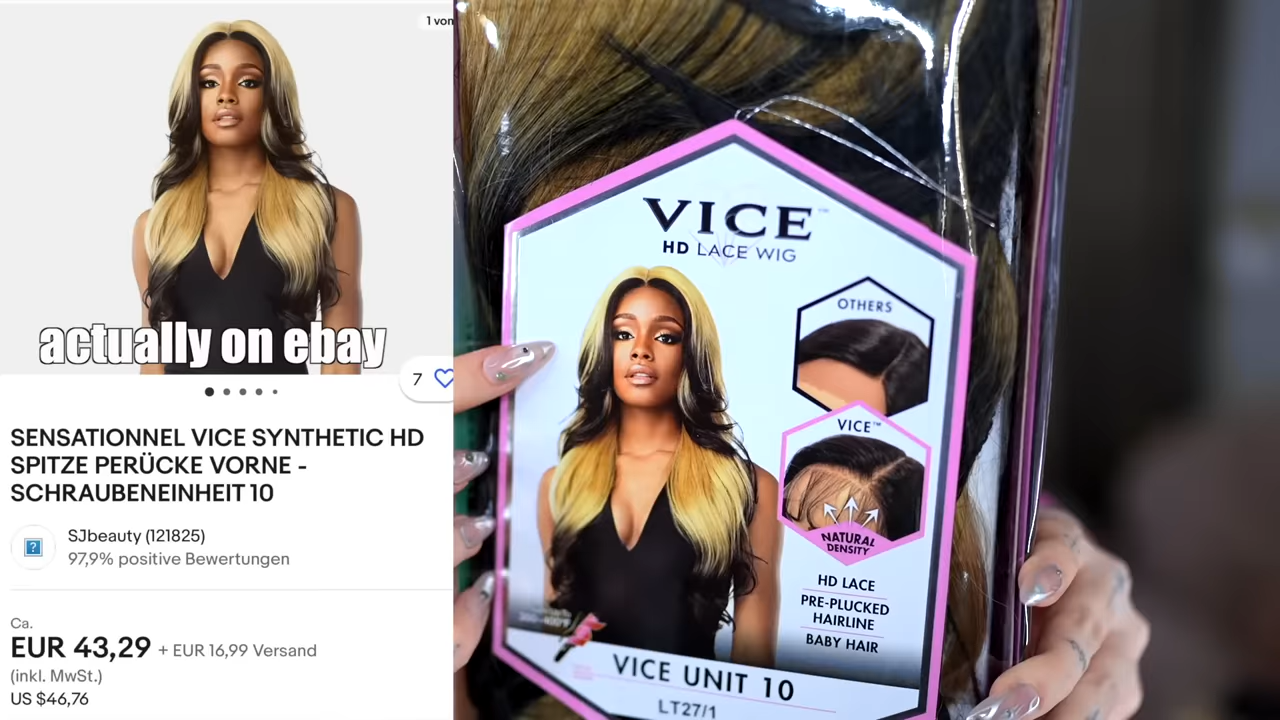 1 von
actually on ebay
7
SENSATIONNEL VICE SYNTHETIC HD
SPITZE PERÜCKE VORNE -
SCHRAUBENEINHEIT 10
SJbeauty (121825)
97,9% positive Bewertungen
Ca.
EUR 43,29 + EUR 16,99 Versand
(inkl. MwSt.)
US $46,76
VICE™
HD LACE WIG
OTHERS
VICE™
NATURAL
DENSITY
HD LACE
PRE-PLUCKED
HAIRLINE
BABY HAIR
VICE UNIT 10
LT27/1